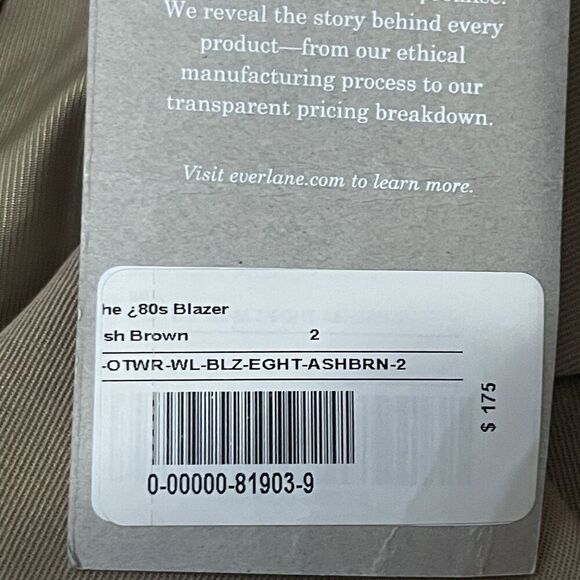 We reveal the story behind every
product—from our ethical
manufacturing process to our
transparent pricing breakdown.
Visit everlane.com to learn more.
he ¿80s Blazer
sh Brown 2
-OTWR-WL-BLZ-EGHT-ASHBRN-2
$ 175
0-00000-81903-9